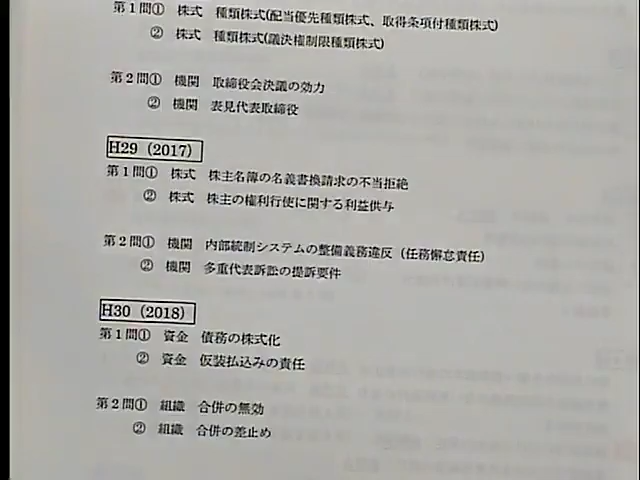 第1問① 株式 種類株式(配当優先種類株式、取得条項付種類株式)
② 株式 種類株式(議決権制限種類株式)
第2問① 機関 取締役会決議の効力
② 機関 表見代表取締役
H29（2017）
第1問① 株式 株主名簿の名義書換請求の不当拒絶
② 株式 株主の権利行使に関する利益供与
第2問① 機関 内部統制システムの整備義務違反（任務懈怠責任）
② 機関 多重代表訴訟の提訴要件
H30（2018）
第1問① 資金 債務の株式化
② 資金 仮装払込みの責任
第2問① 組織 合併の無効
② 組織 合併の差止め